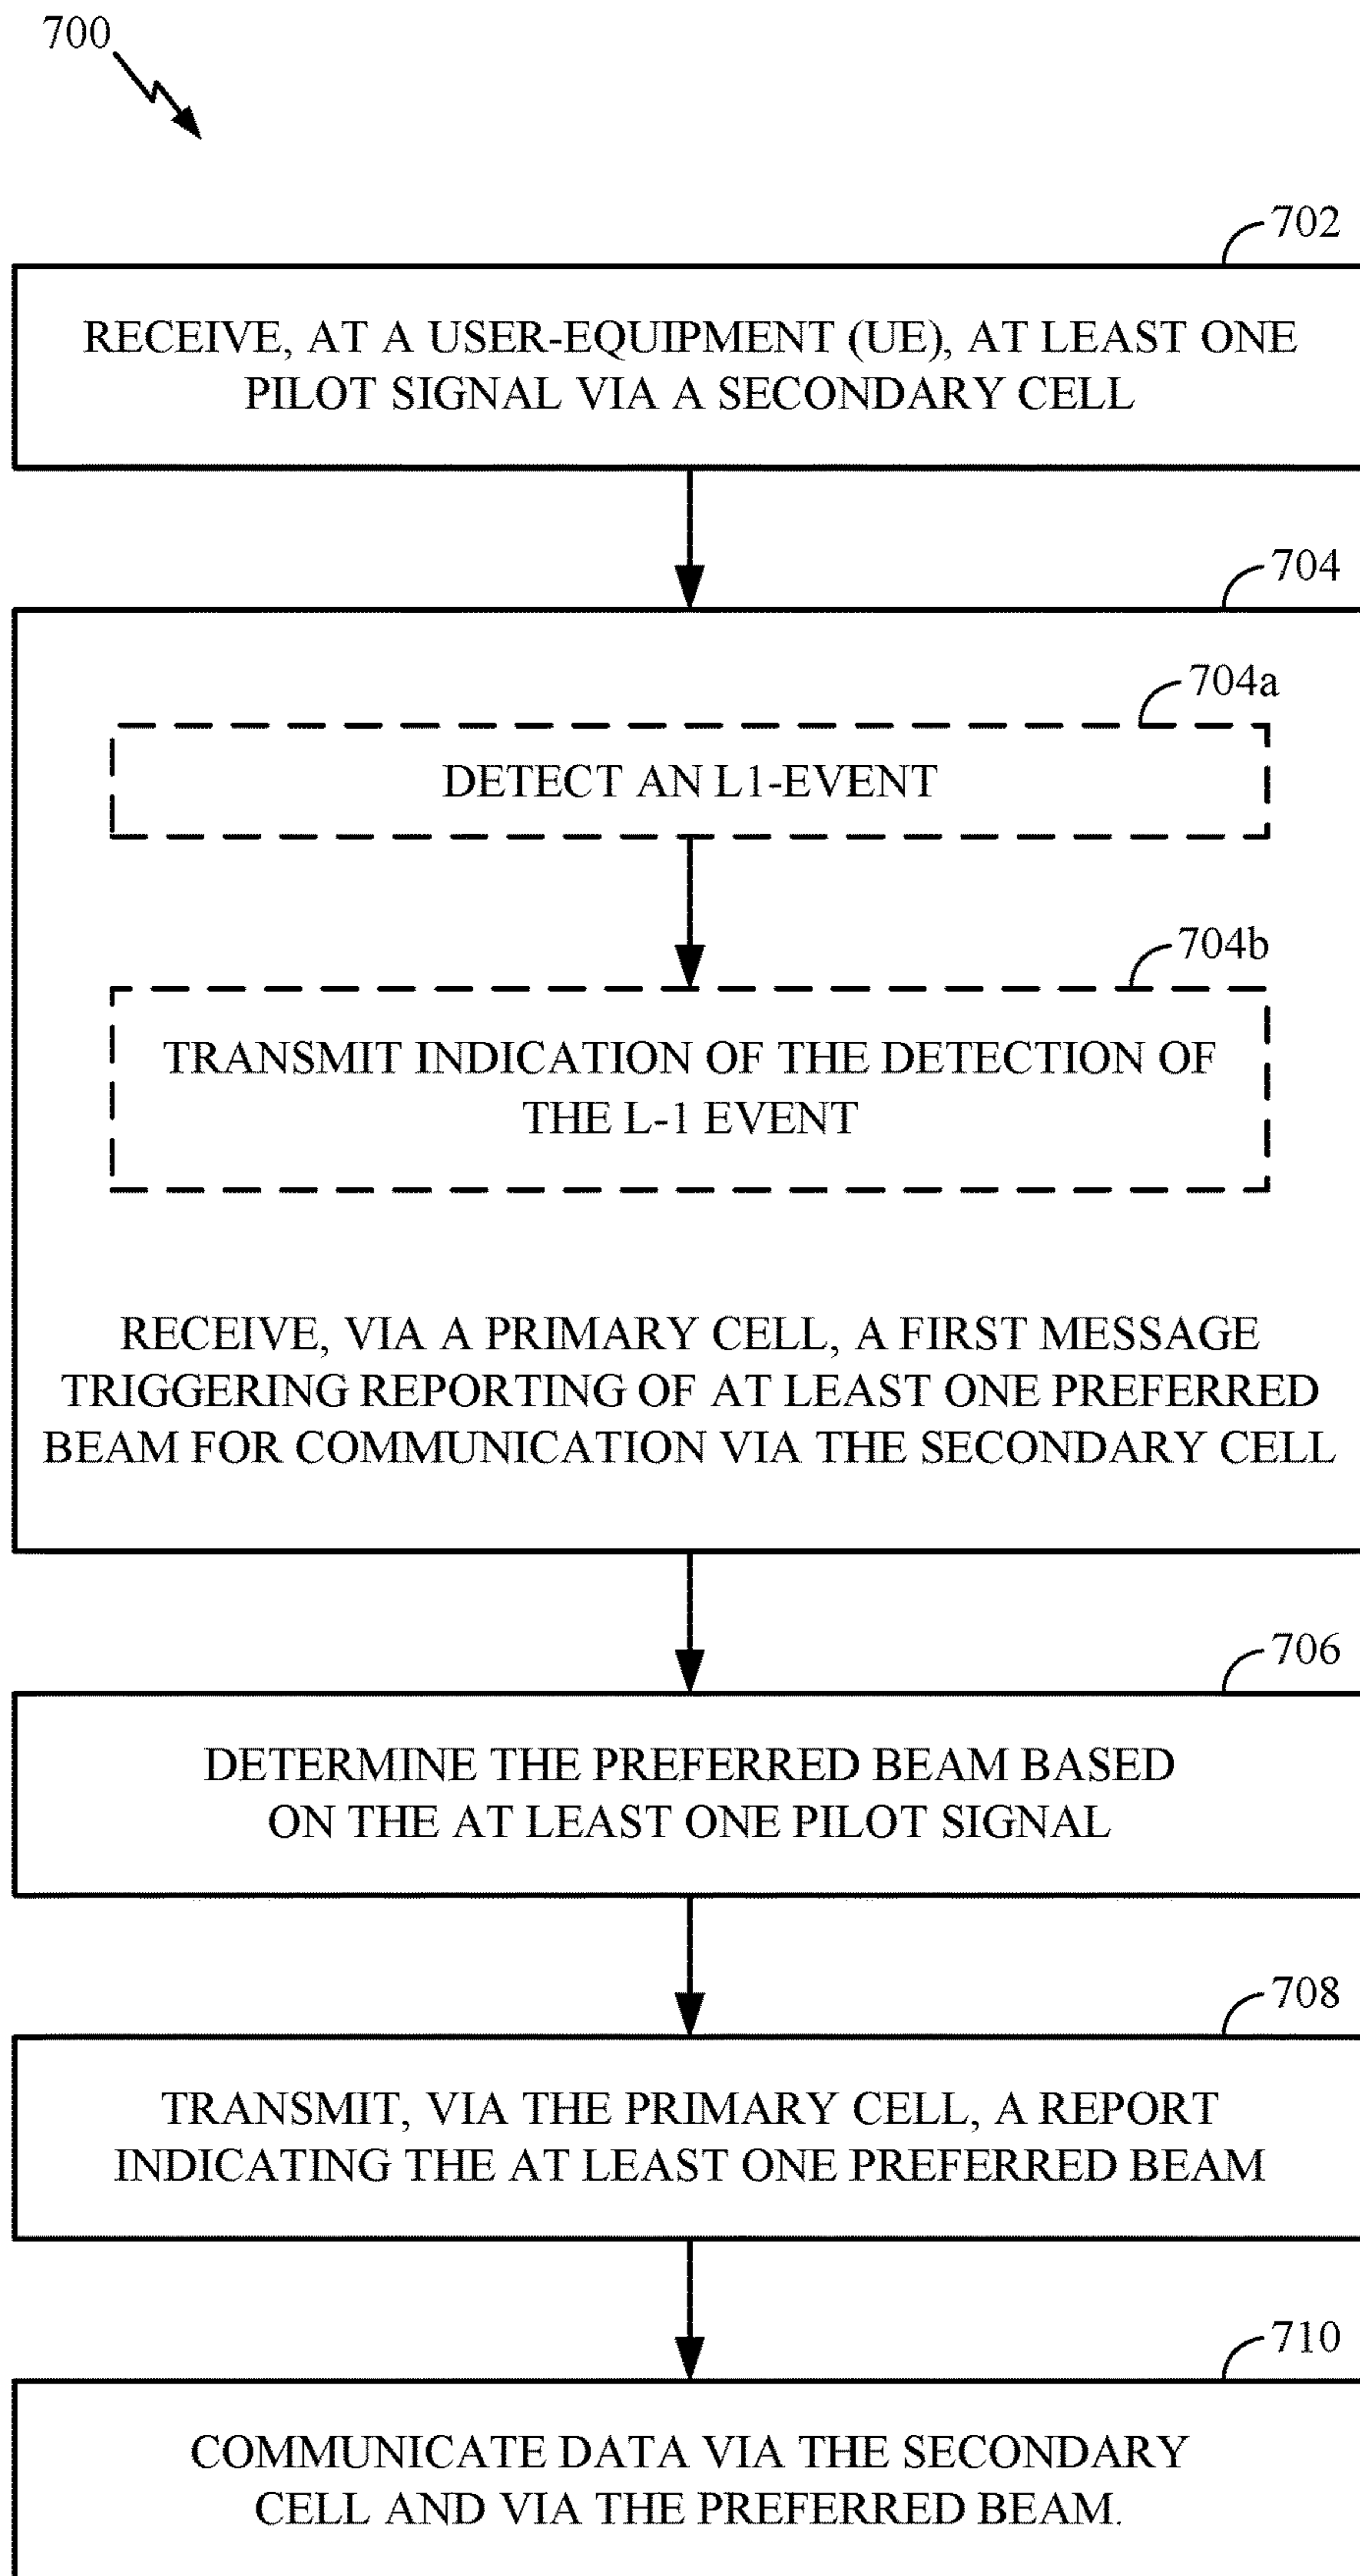 700
702
RECEIVE, AT A USER-EQUIPMENT (UE), AT LEAST ONE
PILOT SIGNAL VIA A SECONDARY CELL
704
704a
DETECT AN L1-EVENT
704b
TRANSMIT INDICATION OF THE DETECTION OF
THE L-1 EVENT
RECEIVE, VIA A PRIMARY CELL, A FIRST MESSAGE
TRIGGERING REPORTING OF AT LEAST ONE PREFERRED
BEAM FOR COMMUNICATION VIA THE SECONDARY CELL
706
DETERMINE THE PREFERRED BEAM BASED
ON THE AT LEAST ONE PILOT SIGNAL
708
TRANSMIT, VIA THE PRIMARY CELL, A REPORT
INDICATING THE AT LEAST ONE PREFERRED BEAM
710
COMMUNICATE DATA VIA THE SECONDARY
CELL AND VIA THE PREFERRED BEAM.